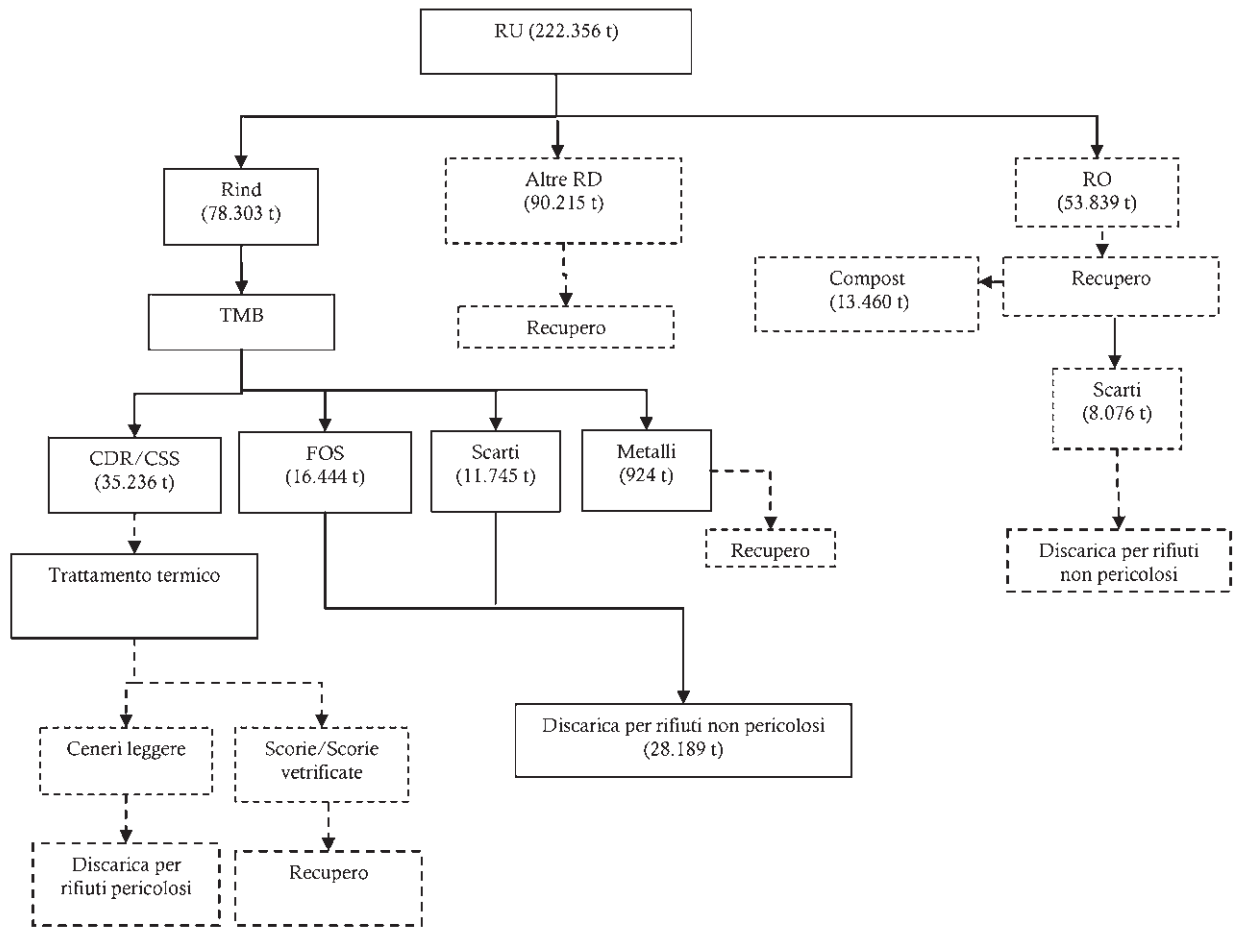 RU (222.356 t)
Rind
(78.303 t)
Altre RD
(90.215 t)
RO
(53.839 t)
TMB
Recupero
Compost
(13.460 t)
Recupero
Scarti
(8.076 t)
CDR/CSS
(35.236 t)
FOS
(16.444 t)
Scarti
(11.745 t)
Metalli
(924 t)
Recupero
Discarica per rifiuti
non pericolosi
Trattamento termico
Discarica per rifiuti non pericolosi
(28.189 t)
Ceneri leggere
Scorie/Scorie
vetrificate
Discarica per
rifiuti pericolosi
Recupero